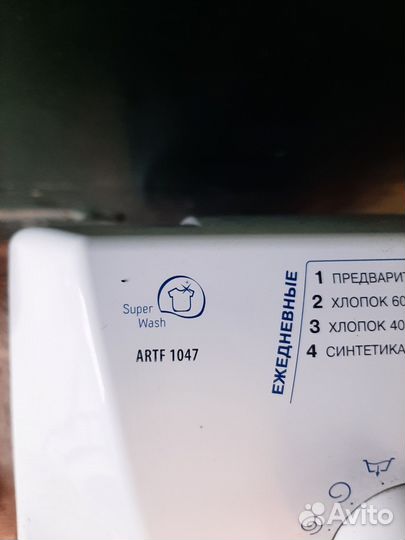 Super
Wash
ARTF 1047
ЕЖЕДНЕВНЫЕ
1 ПРЕДВАРИТ
2 ХЛОПОК 60
3 ХЛОПОК 40
4 СИНТЕТИКА
Avito